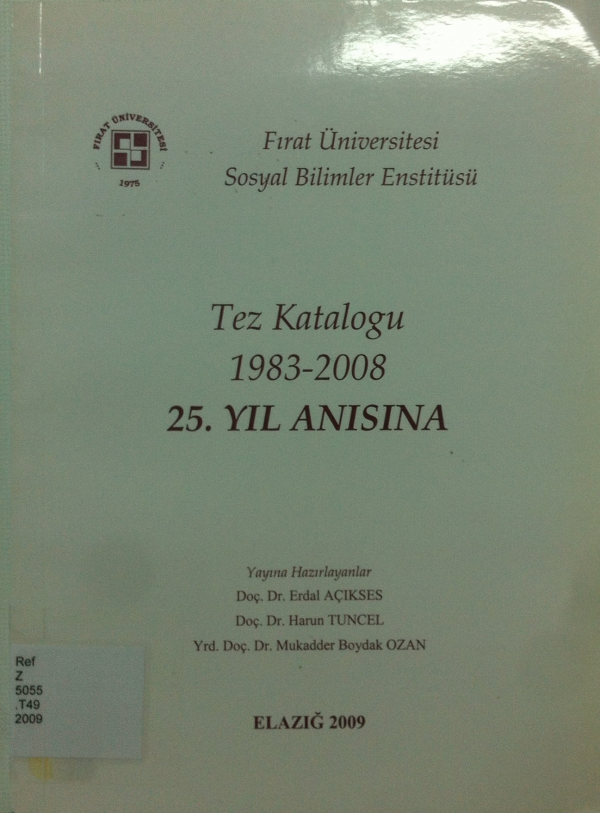 FIRAT ÜNİVERSİTESİ
1975
Fırat Üniversitesi
Sosyal Bilimler Enstitüsü
Tez Katalogu
1983-2008
25. YIL ANISINA
Yayına Hazırlayanlar
Doç. Dr. Erdal AÇIKSES
Doç. Dr. Harun TUNCEL
Yrd. Doç. Dr. Mukadder Boydak OZAN
Ref
Z
5055
.T49
2009
ELAZIĞ 2009